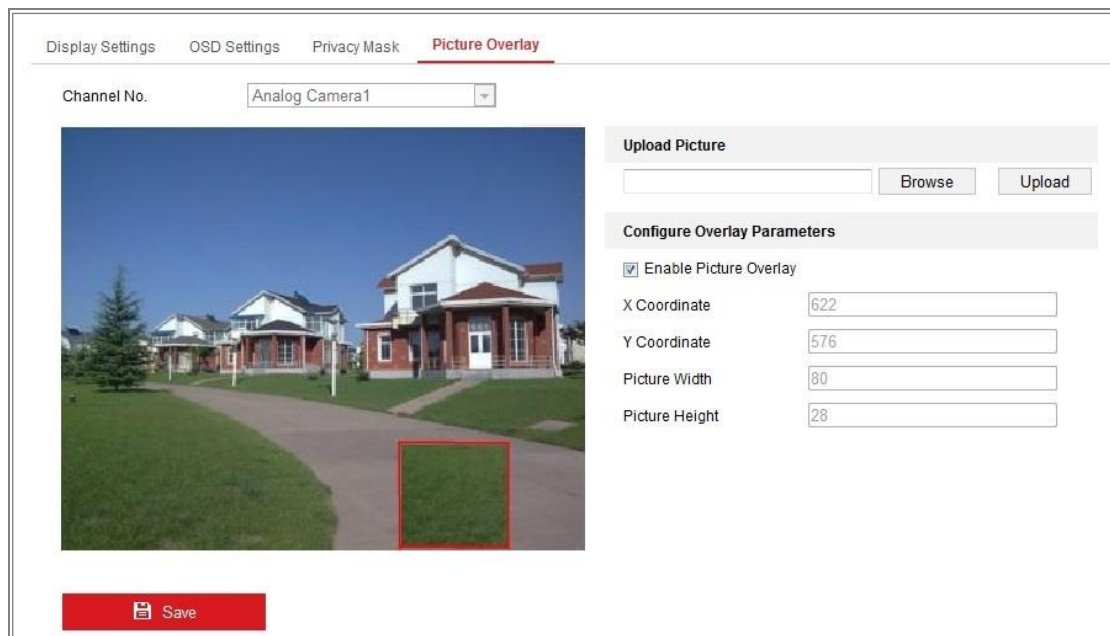 Display Settings OSD Settings Privacy Mask Picture Overlay
Channel No. Analog Camera1
Upload Picture
Browse Upload
Configure Overlay Parameters
Enable Picture Overlay
X Coordinate 622
Y Coordinate 576
Picture Width 80
Picture Height 28
Save